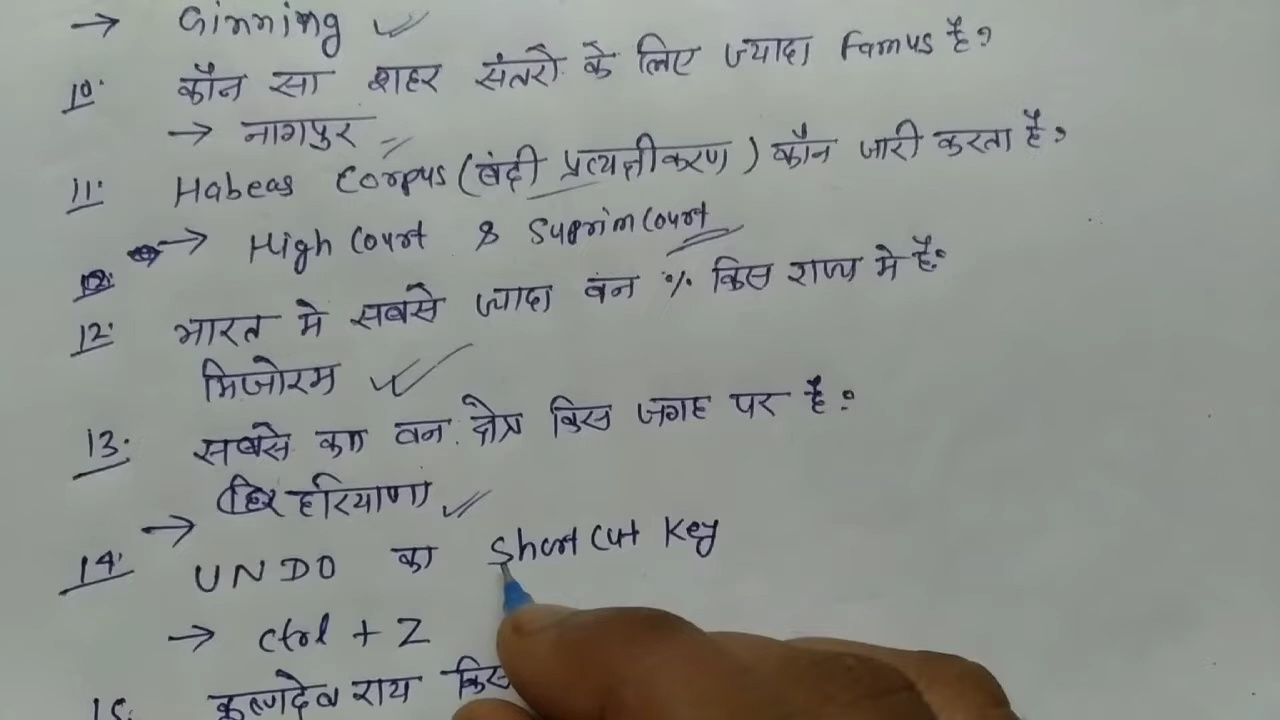 → Ginning
10. कौन सा शहर संतरो के लिए ज्यादा Famus है?
→ नागपुर
11. Habeas Corpus (बंदी प्रत्यक्षीकरण) कौन जारी करता है?
→ High Court & Suprim Court
12. भारत मे सबसे ज्यादा वन % किस राज्य मे है?
मिजोरम
13. सबसे कम वन क्षेत्र किस जगह पर है?
→ हरियाणा
14. UNDO का Short Cut Key
→ Ctrl + Z
15. कृष्णदेव राय किस